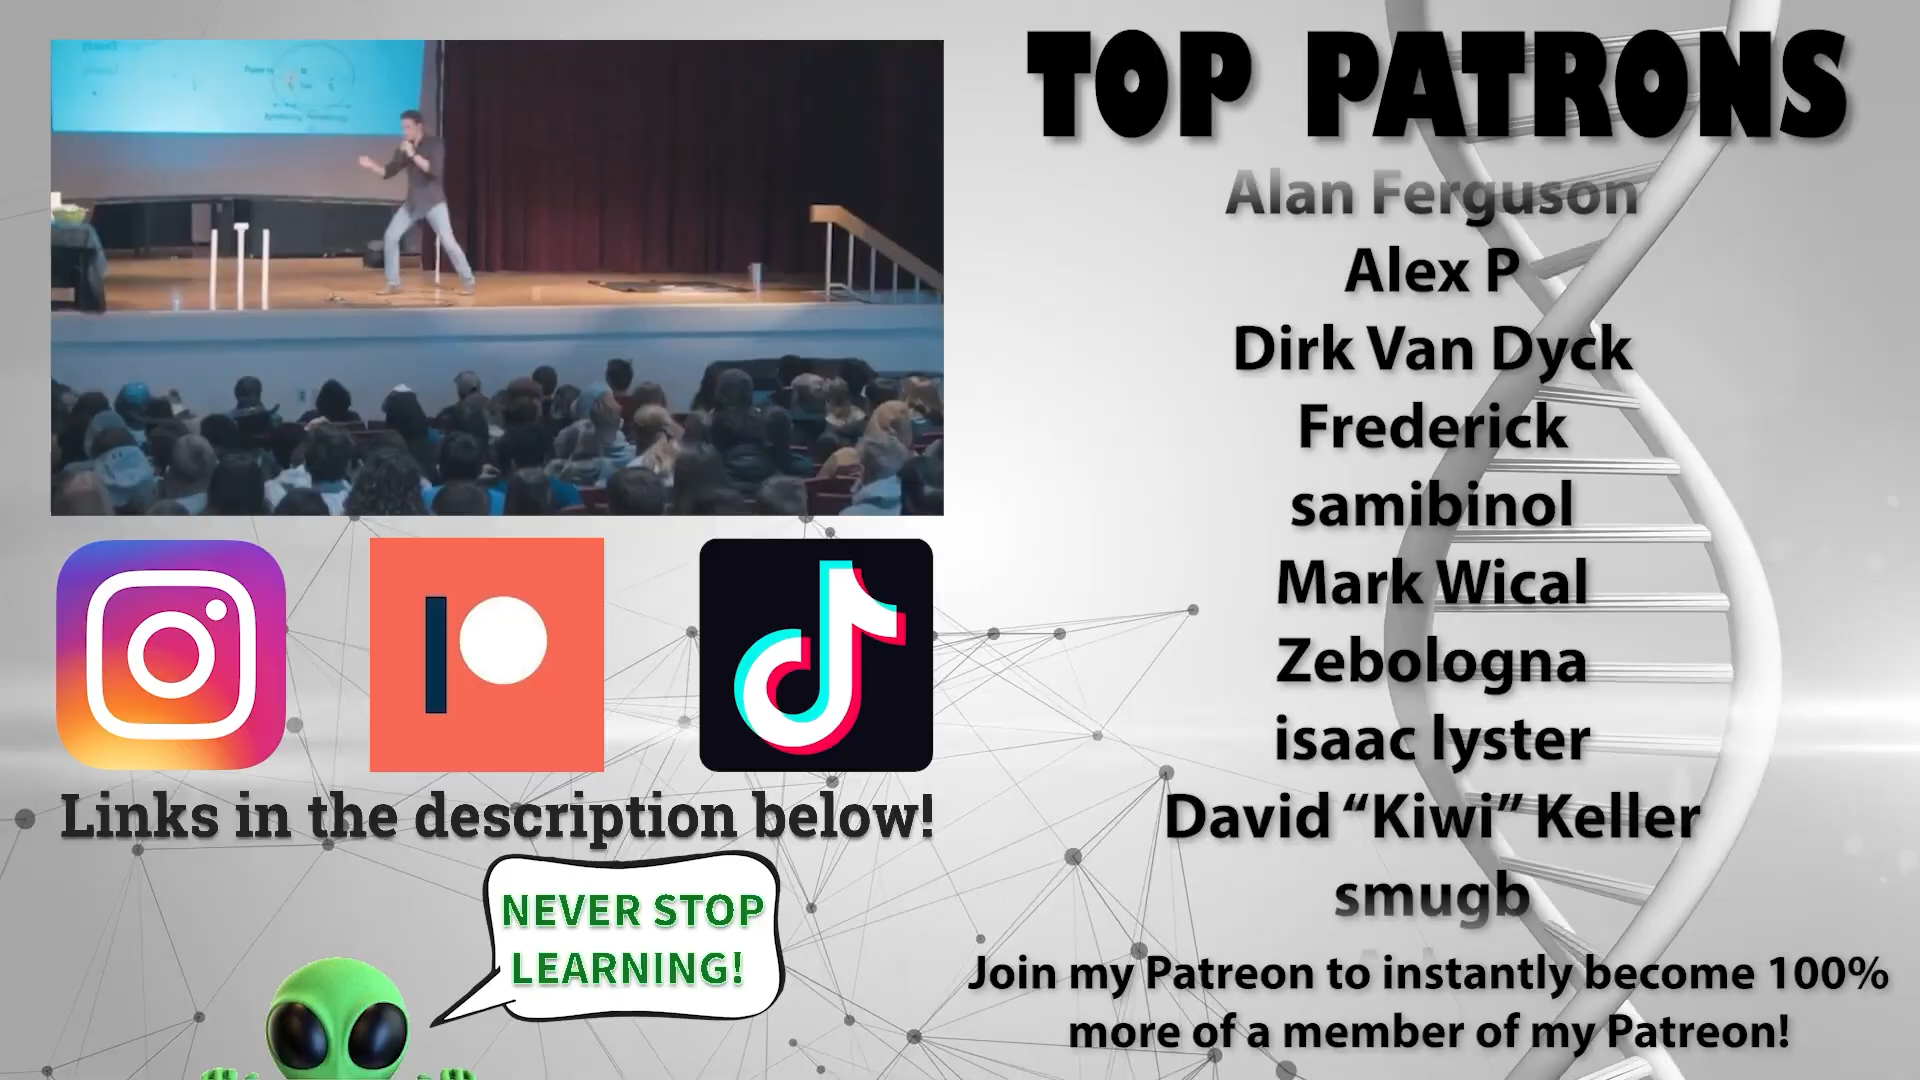 TOP PATRONS
Alan Ferguson
Alex P
Dirk Van Dyck
Frederick
samibinol
Mark Wical
Zebologna
isaac lyster
David “Kiwi” Keller
smugb
Links in the description below!
NEVER STOP
LEARNING!
Join my Patreon to instantly become 100%
more of a member of my Patreon!